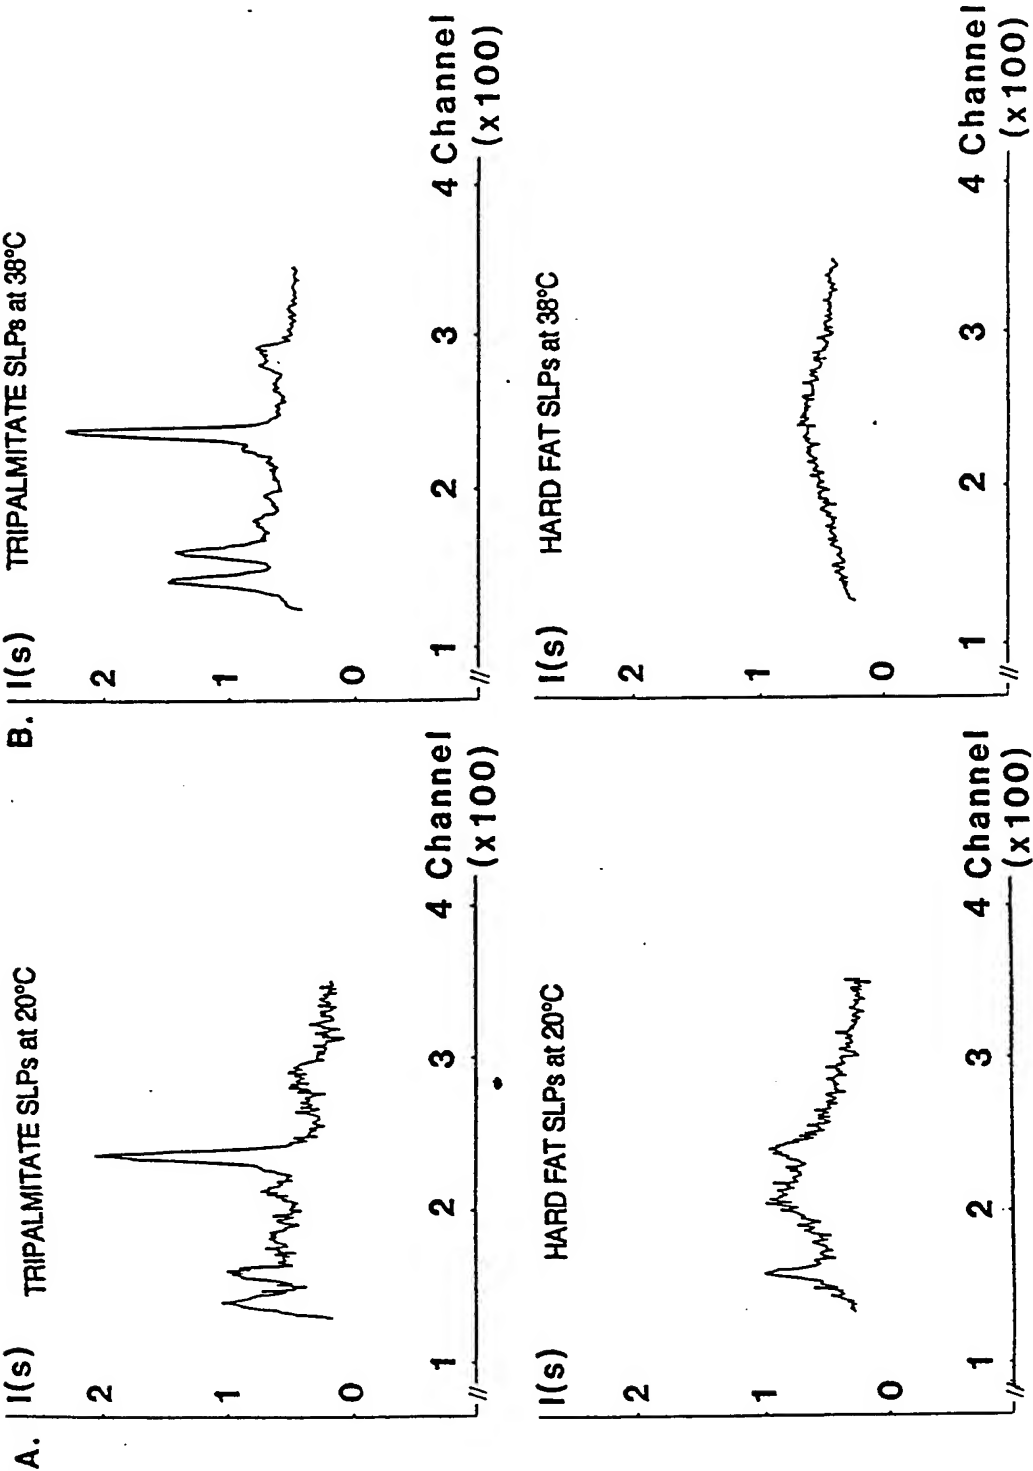 A.
I(s)
TRIPALMITATE SLPs at 20°C
2
1
0
1 2 3 4 Channel
(x100)
I(s)
HARD FAT SLPs at 20°C
2
1
0
1 2 3 4 Channel
(x100)
B.
I(s)
TRIPALMITATE SLPs at 38°C
2
1
0
1 2 3 4 Channel
(x100)
I(s)
HARD FAT SLPs at 38°C
2
1
0
1 2 3 4 Channel
(x100)